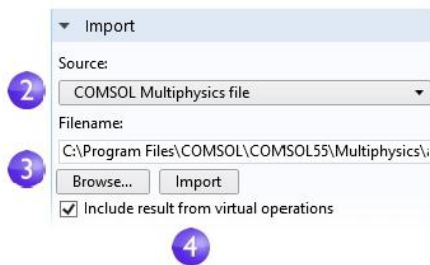 Import
Source:
2
COMSOL Multiphysics file
Filename:
C:\Program Files\COMSOL\COMSOL55\Multiphysics\
3
Browse... Import
Include result from virtual operations
4